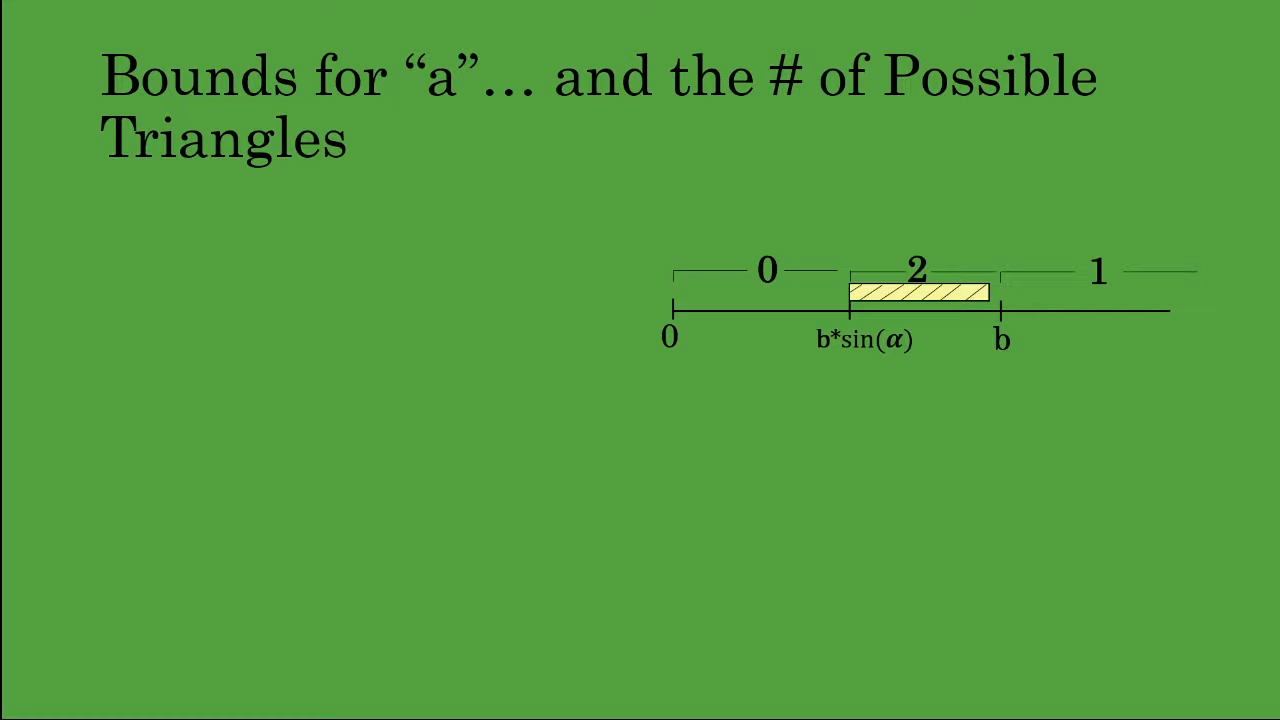 Bounds for “a”… and the # of Possible
Triangles
0 2 1
0 b*sin(𝜶) b